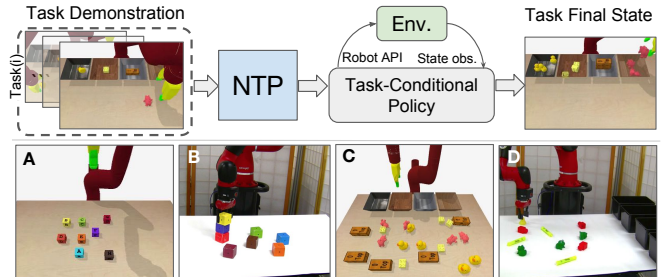 Task Demonstration
Task Final State
Env.
Task(i)
NTP
Robot API
State obs.
Task-Conditional
Policy
A
B
C
D